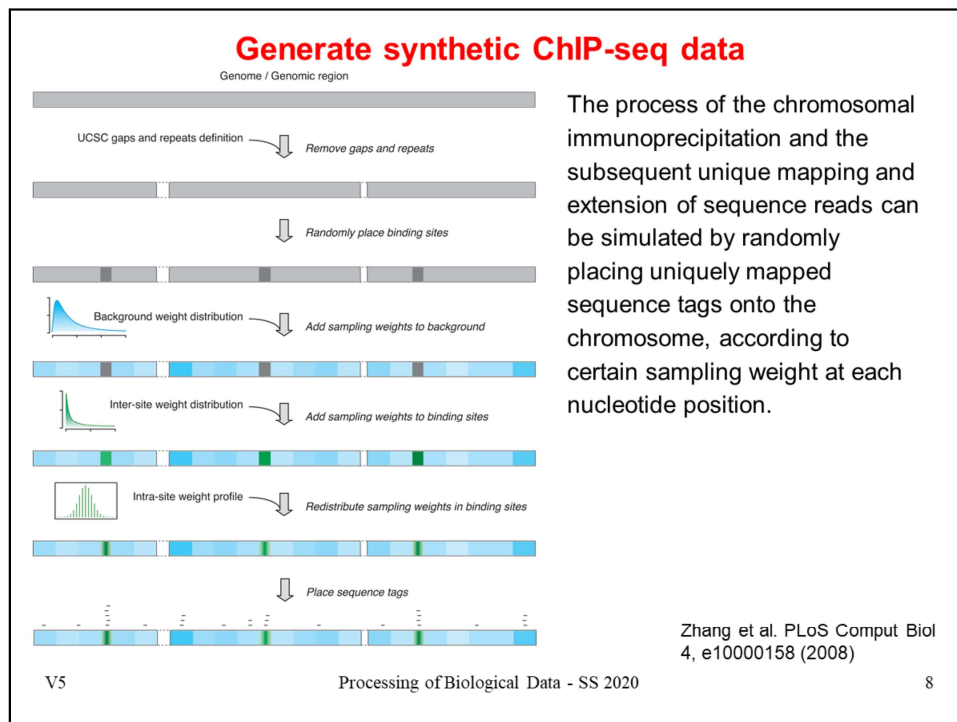 Generate synthetic ChIP-seq data
Genome / Genomic region
UCSC gaps and repeats definition
Remove gaps and repeats
Randomly place binding sites
Background weight distribution
Add sampling weights to background
Inter-site weight distribution
Add sampling weights to binding sites
Intra-site weight profile
Redistribute sampling weights in binding sites
Place sequence tags
The process of the chromosomal
immunoprecipitation and the
subsequent unique mapping and
extension of sequence reads can
be simulated by randomly
placing uniquely mapped
sequence tags onto the
chromosome, according to
certain sampling weight at each
nucleotide position.
Zhang et al. PLoS Comput Biol
4, e10000158 (2008)
V5
Processing of Biological Data - SS 2020
8